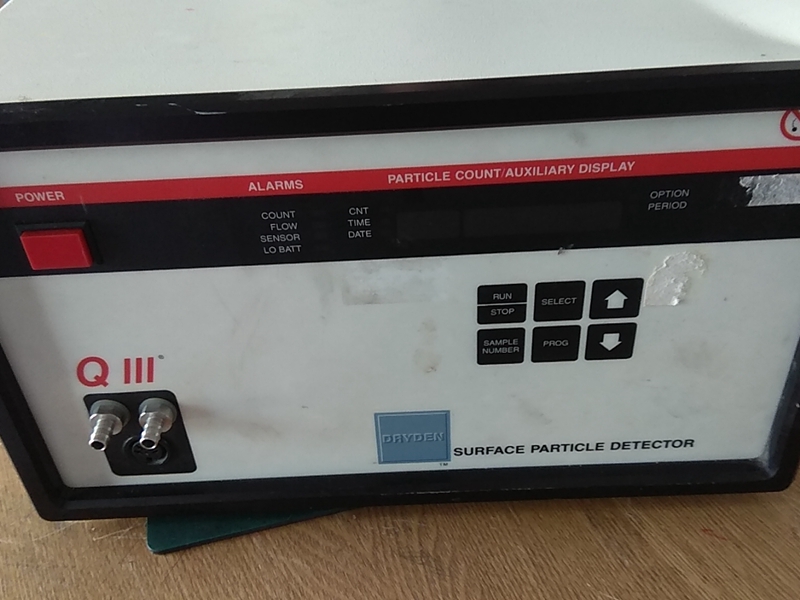 POWER
ALARMS
PARTICLE COUNT/AUXILIARY DISPLAY
COUNT
FLOW
SENSOR
LO BATT
CNT
TIME
DATE
OPTION
PERIOD
RUN
STOP
SELECT
SAMPLE
NUMBER
PROG
Q III®
DRYDEN
TM
SURFACE PARTICLE DETECTOR